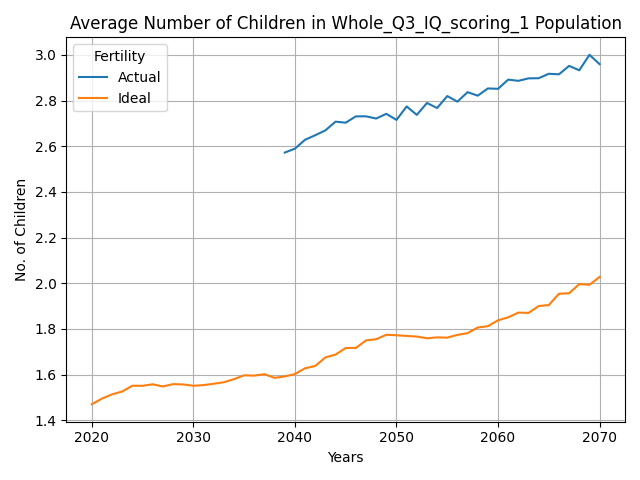 Average Number of Children in Whole_Q3_IQ_scoring_1 Population
Fertility
Actual
Ideal
No. of Children
3.0
2.8
2.6
2.4
2.2
2.0
1.8
1.6
1.4
2020 2030 2040 2050 2060 2070
Years